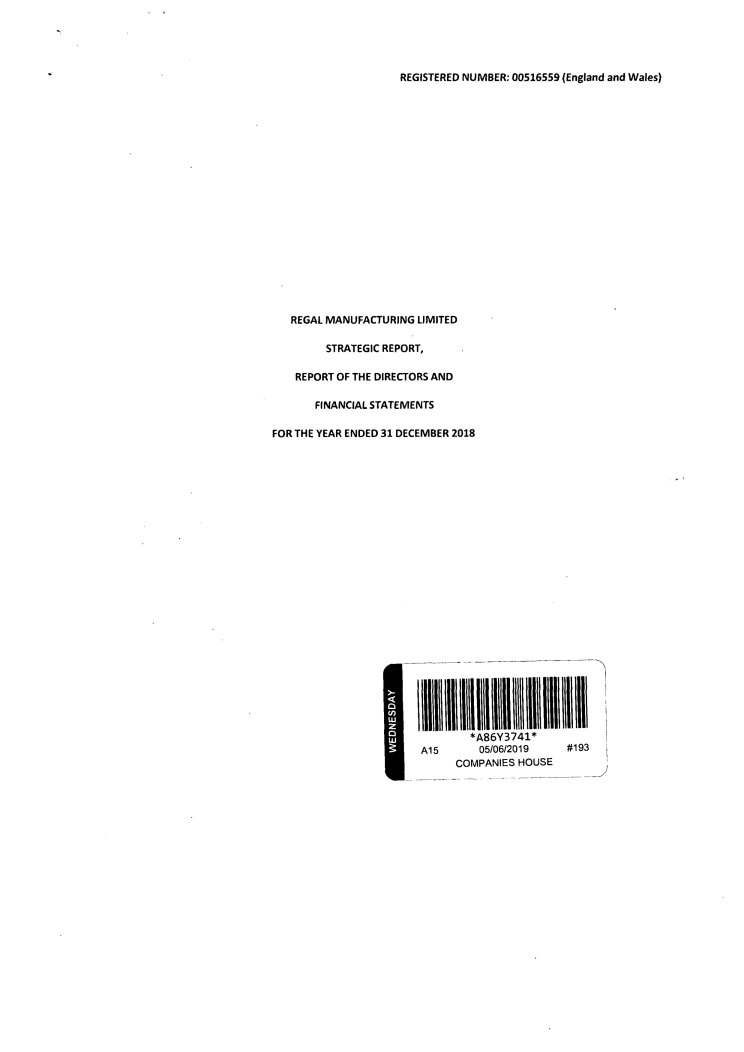 REGISTERED NUMBER: 00516559 (England and Wales)
REGAL MANUFACTURING LIMITED
STRATEGIC REPORT,
REPORT OF THE DIRECTORS AND
FINANCIAL STATEMENTS
FOR THE YEAR ENDED 31 DECEMBER 2018
WEDNESDAY
*A86Y3741*
A15 05/06/2019 #193
COMPANIES HOUSE